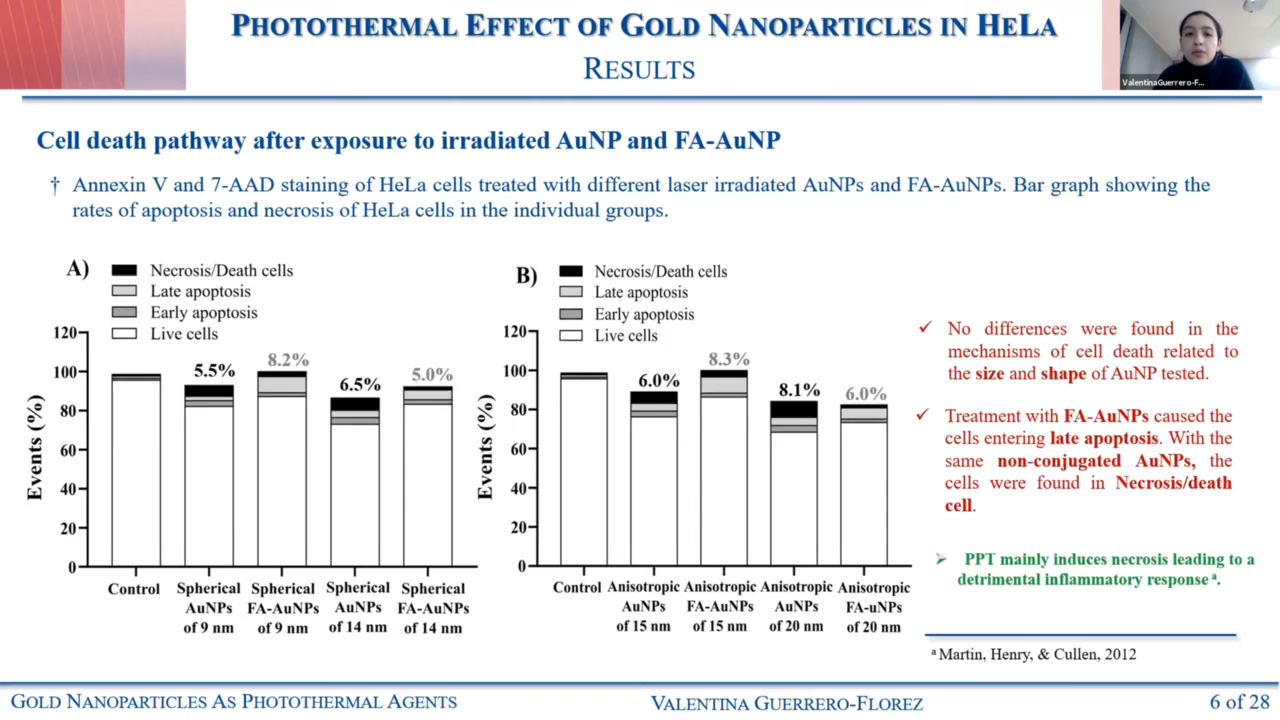 PHOTOTHERMAL EFFECT OF GOLD NANOPARTICLES IN HELA
RESULTS
ValentinaGuerrero-F...
Cell death pathway after exposure to irradiated AuNP and FA-AuNP
† Annexin V and 7-AAD staining of HeLa cells treated with different laser irradiated AuNPs and FA-AuNPs. Bar graph showing the
rates of apoptosis and necrosis of HeLa cells in the individual groups.
A)
Necrosis/Death cells
Late apoptosis
Early apoptosis
Live cells
Events (%)
120
100
80
60
40
20
0
5.5%
8.2%
6.5%
5.0%
Control
Spherical
AuNPs
of 9 nm
Spherical
FA-AuNPs
of 9 nm
Spherical
AuNPs
of 14 nm
Spherical
FA-AuNPs
of 14 nm
B)
Necrosis/Death cells
Late apoptosis
Early apoptosis
Live cells
Events (%)
120
100
80
60
40
20
0
6.0%
8.3%
8.1%
6.0%
Control
Anisotropic
AuNPs
of 15 nm
Anisotropic
FA-AuNPs
of 15 nm
Anisotropic
AuNPs
of 20 nm
Anisotropic
FA-uNPs
of 20 nm
✓ No differences were found in the
mechanisms of cell death related to
the size and shape of AuNP tested.
✓ Treatment with FA-AuNPs caused the
cells entering late apoptosis. With the
same non-conjugated AuNPs, the
cells were found in Necrosis/death
cell.
➢ PPT mainly induces necrosis leading to a
detrimental inflammatory response ª.
ª Martin, Henry, & Cullen, 2012
GOLD NANOPARTICLES AS PHOTOTHERMAL AGENTS
VALENTINA GUERRERO-FLOREZ
6 of 28